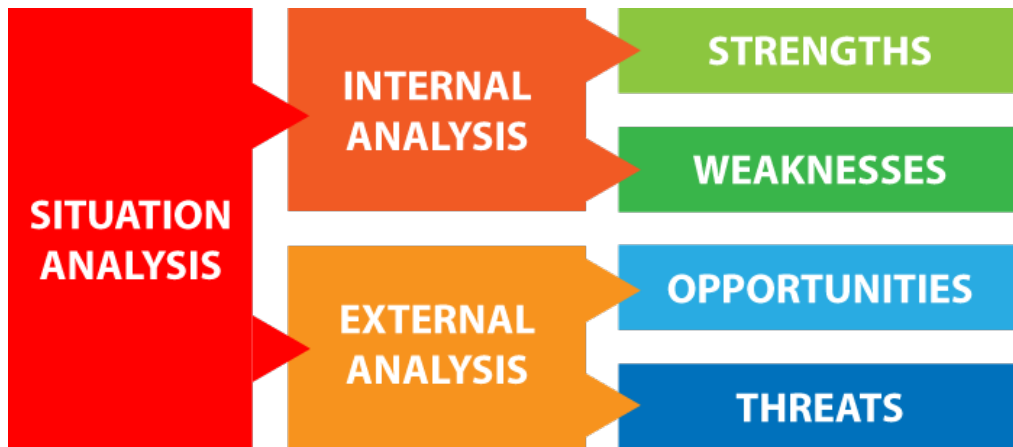 SITUATION
ANALYSIS
INTERNAL
ANALYSIS
EXTERNAL
ANALYSIS
STRENGTHS
WEAKNESSES
OPPORTUNITIES
THREATS